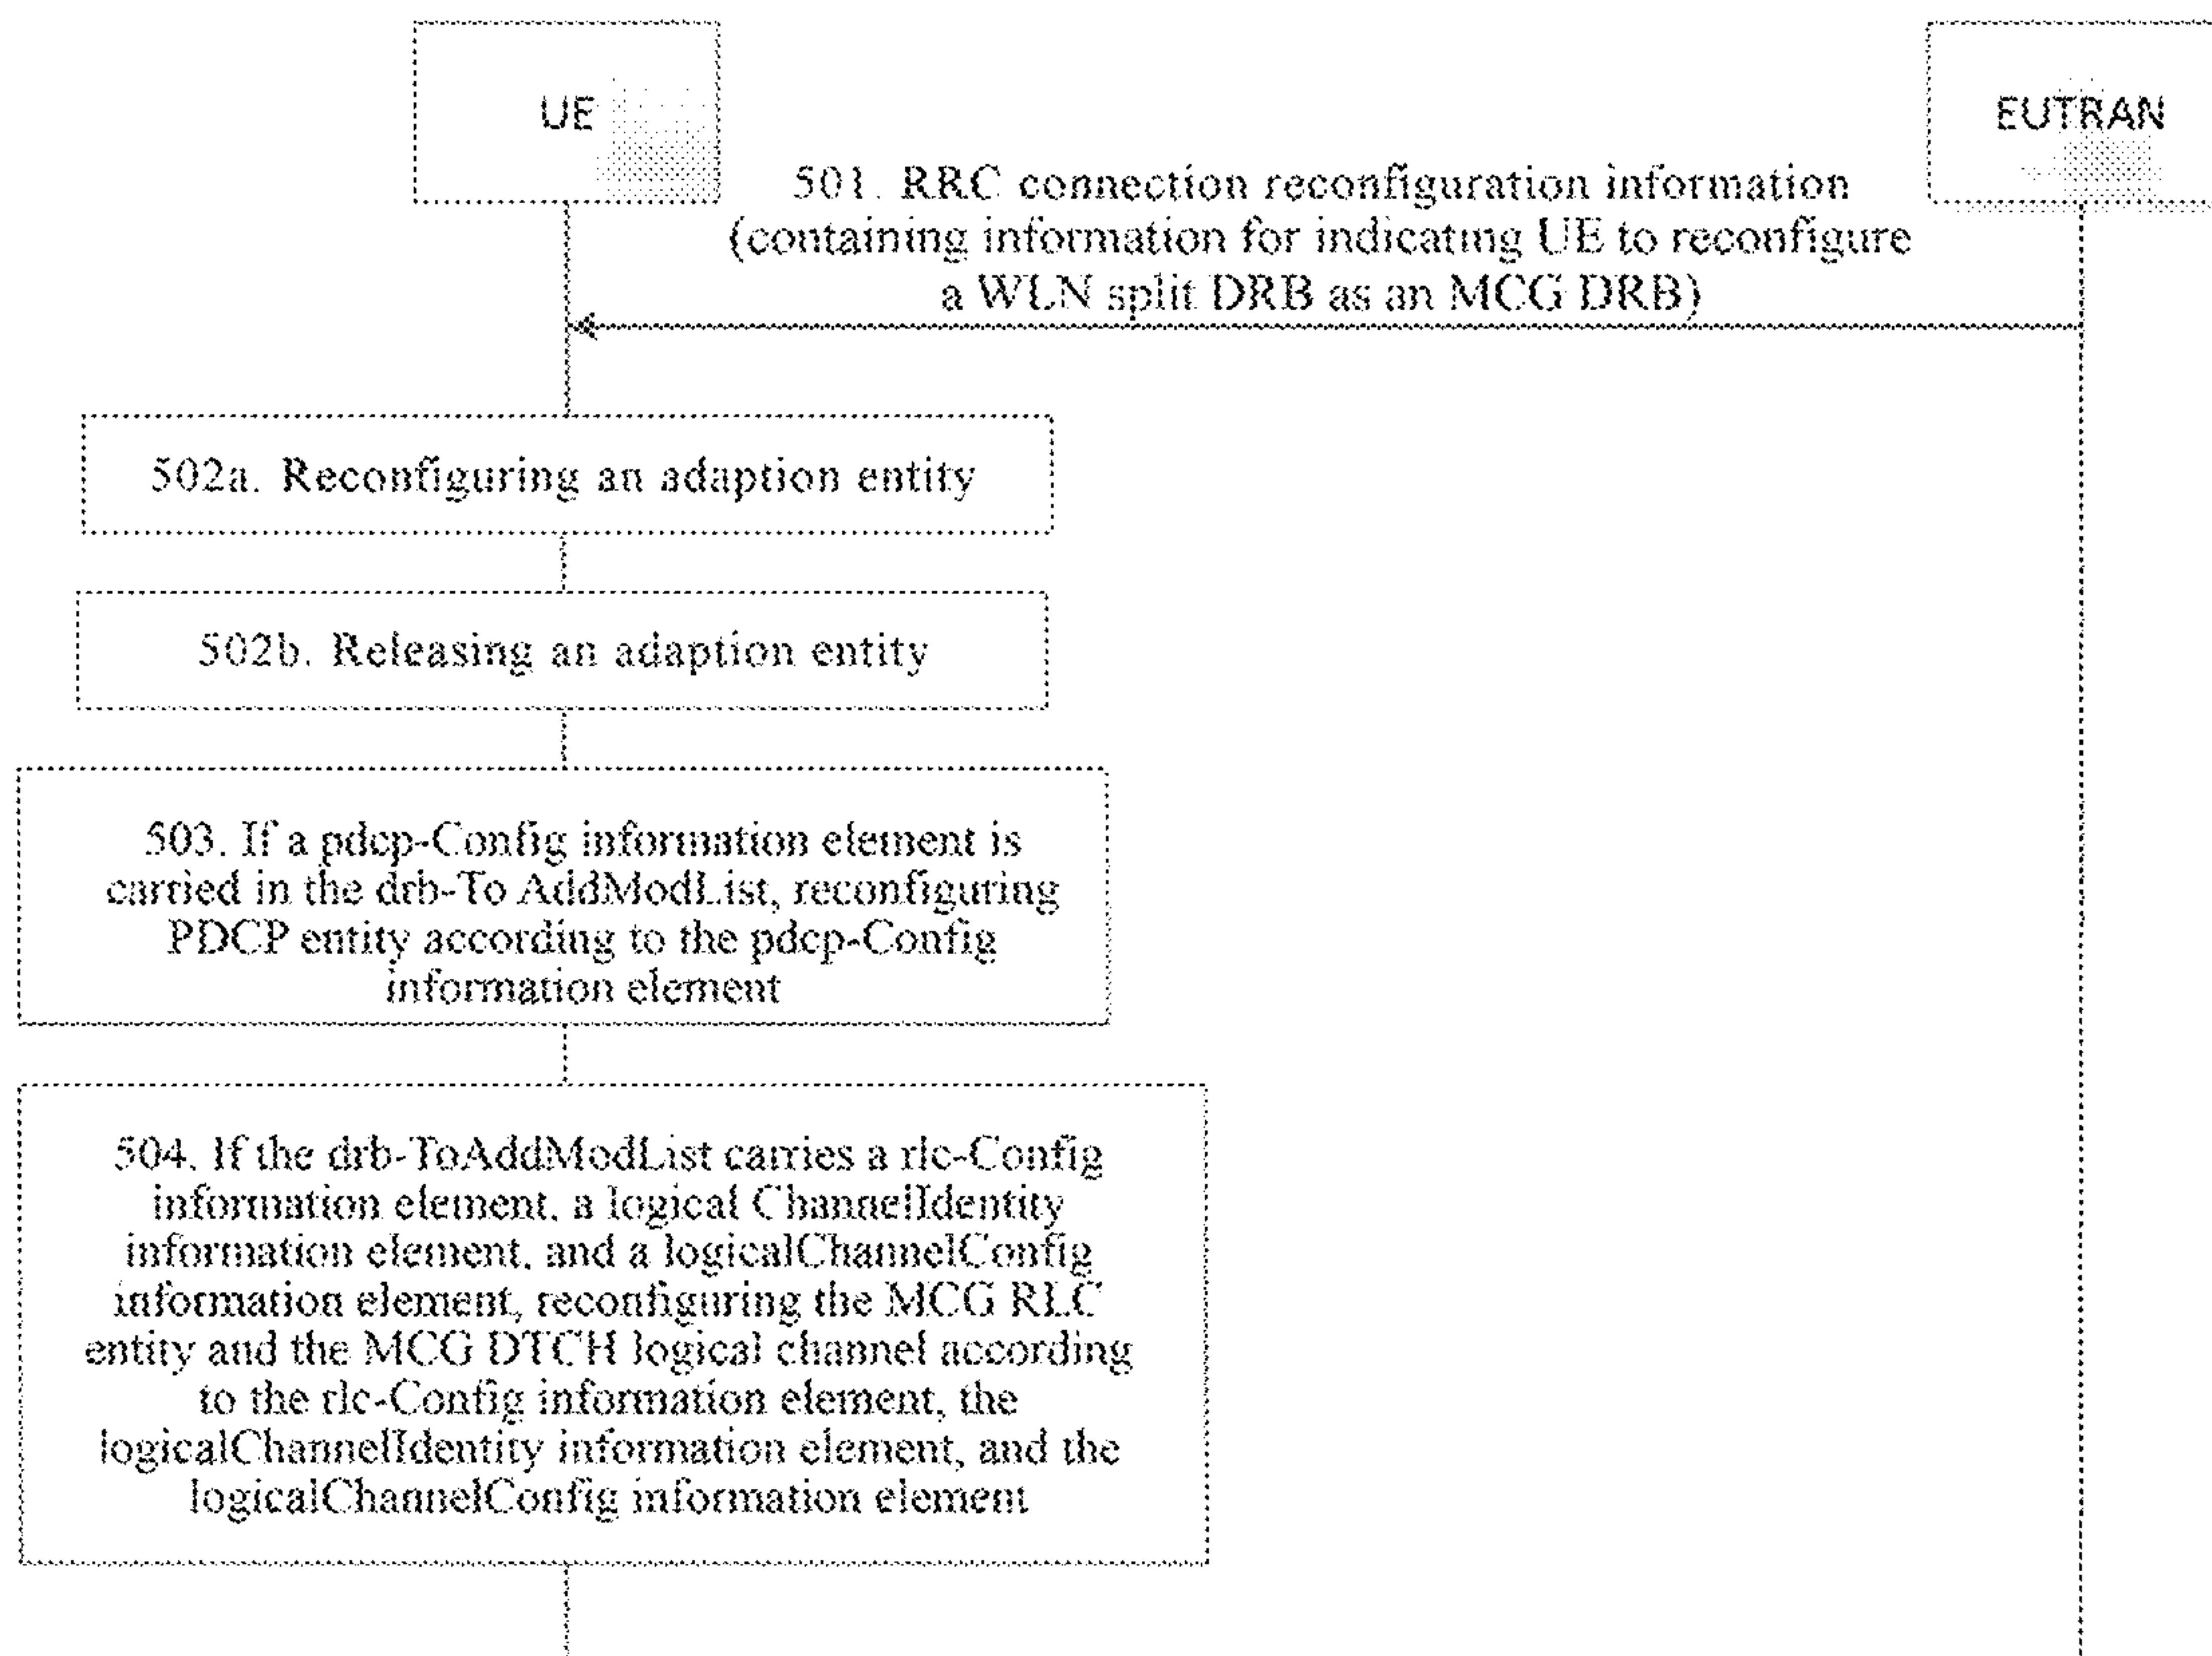 UE
EUTRAN
501. RRC connection reconfiguration information
(containing information for indicating UE to reconfigure
a WLN split DRB as an MCG DRB)
502a. Reconfiguring an adaption entity
502b. Releasing an adaption entity
503. If a pdcp-Config information element is
carried in the drb-To AddModList, reconfiguring
PDCP entity according to the pdcp-Config
information element
504. If the drb-ToAddModList carries a rlc-Config
information element, a logical ChannelIdentity
information element, and a logicalChannelConfig
information element, reconfiguring the MCG RLC
entity and the MCG DTCH logical channel according
to the rlc-Config information element, the
logicalChannelIdentity information element, and the
logicalChannelConfig information element